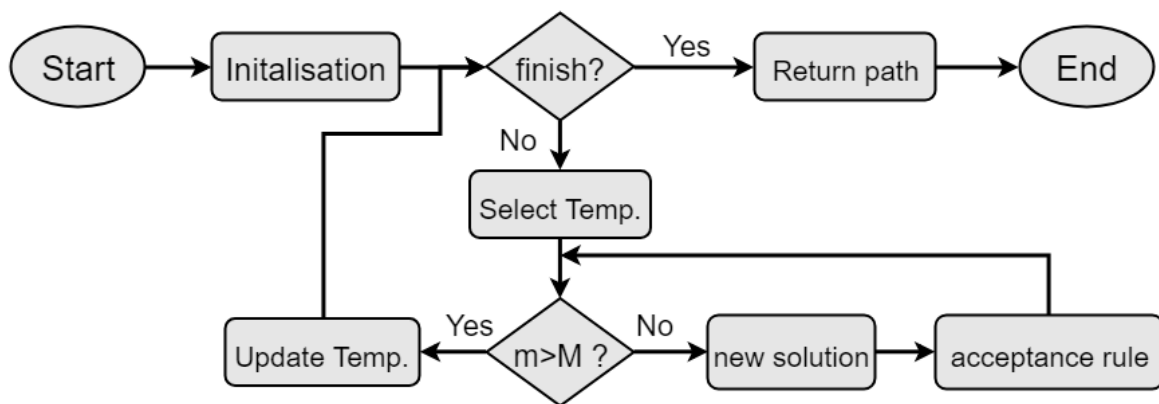 Start
Initalisation
finish?
Yes
Return path
End
No
Select Temp.
Update Temp.
Yes
m>M ?
No
new solution
acceptance rule